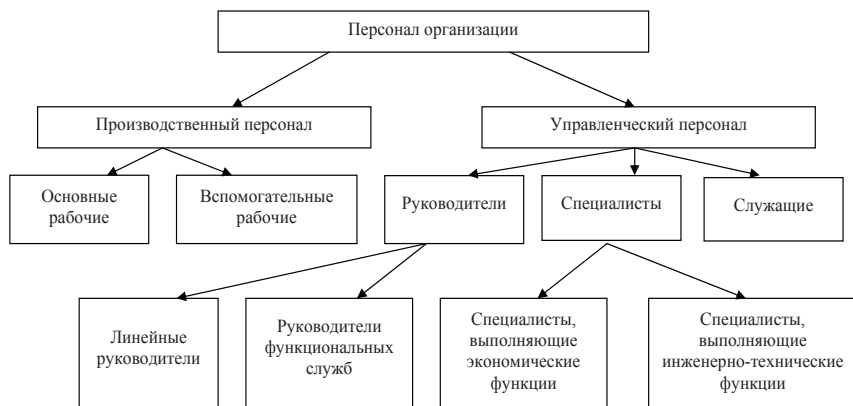 Персонал организации
Производственный персонал
Управленческий персонал
Основные
рабочие
Вспомогательные
рабочие
Руководители
Специалисты
Служащие
Линейные
руководители
Руководители
функциональных
служб
Специалисты,
выполняющие
экономические
функции
Специалисты,
выполняющие
инженерно-технические
функции